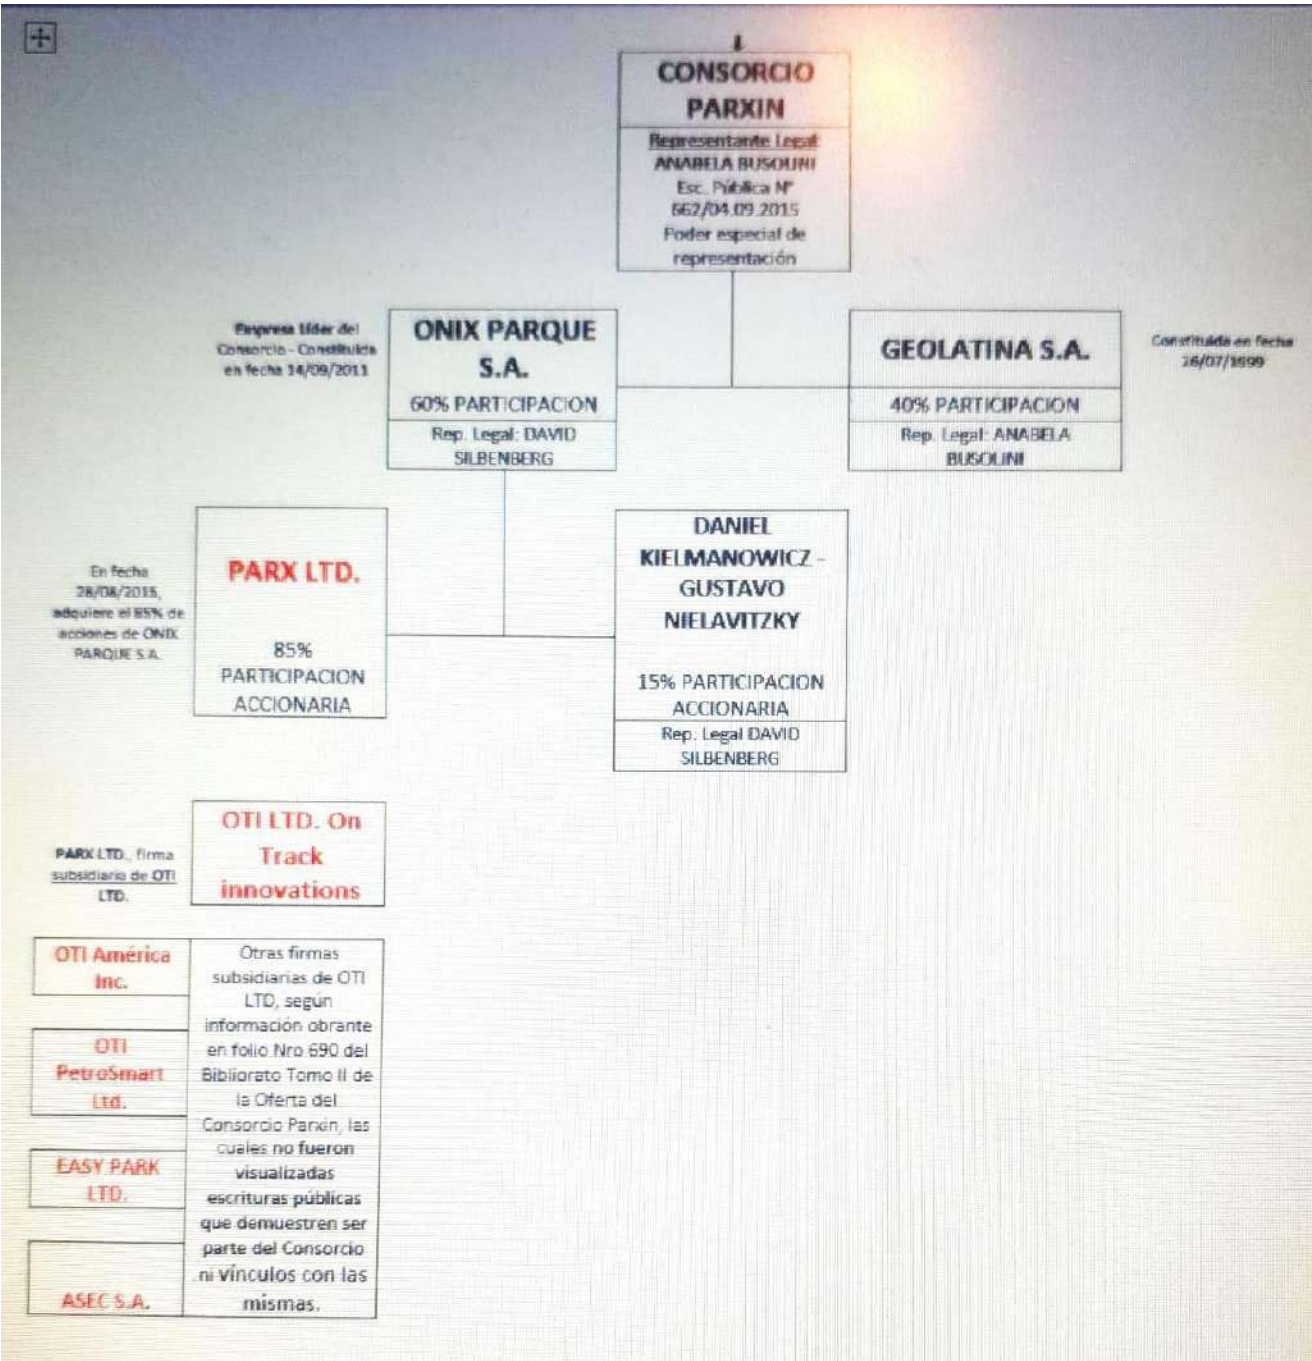 CONSORCIO
PARXIN
Representante Legal:
ANABELA BUSOLINI
Esc. Pública N°
662/04.09.2015
Poder especial de
representación
Empresa Líder del
Consorcio - Constituida
en fecha 14/09/2011
ONIX PARQUE
S.A.
60% PARTICIPACION
Rep. Legal: DAVID
SILBENBERG
GEOLATINA S.A.
40% PARTICIPACION
Rep. Legal: ANABELA
BUSOLINI
Constituida en fecha
26/07/1999
En fecha
28/08/2015,
adquiere el 85% de
acciones de ONIX
PARQUE S.A.
PARX LTD.
85%
PARTICIPACION
ACCIONARIA
DANIEL
KIELMANOWICZ -
GUSTAVO
NIELAVITZKY
15% PARTICIPACION
ACCIONARIA
Rep. Legal DAVID
SILBENBERG
PARX LTD., firma
subsidiaria de OTI
LTD.
OTI LTD. On
Track
innovations
OTI América
Inc.
OTI
PetroSmart
Ltd.
EASY PARK
LTD.
ASEC S.A.
Otras firmas
subsidiarias de OTI
LTD, según
información obrante
en folio Nro 690 del
Bibliorato Tomo II de
la Oferta del
Consorcio Parxin, las
cuales no fueron
visualizadas
escrituras públicas
que demuestren ser
parte del Consorcio
ni vínculos con las
mismas.